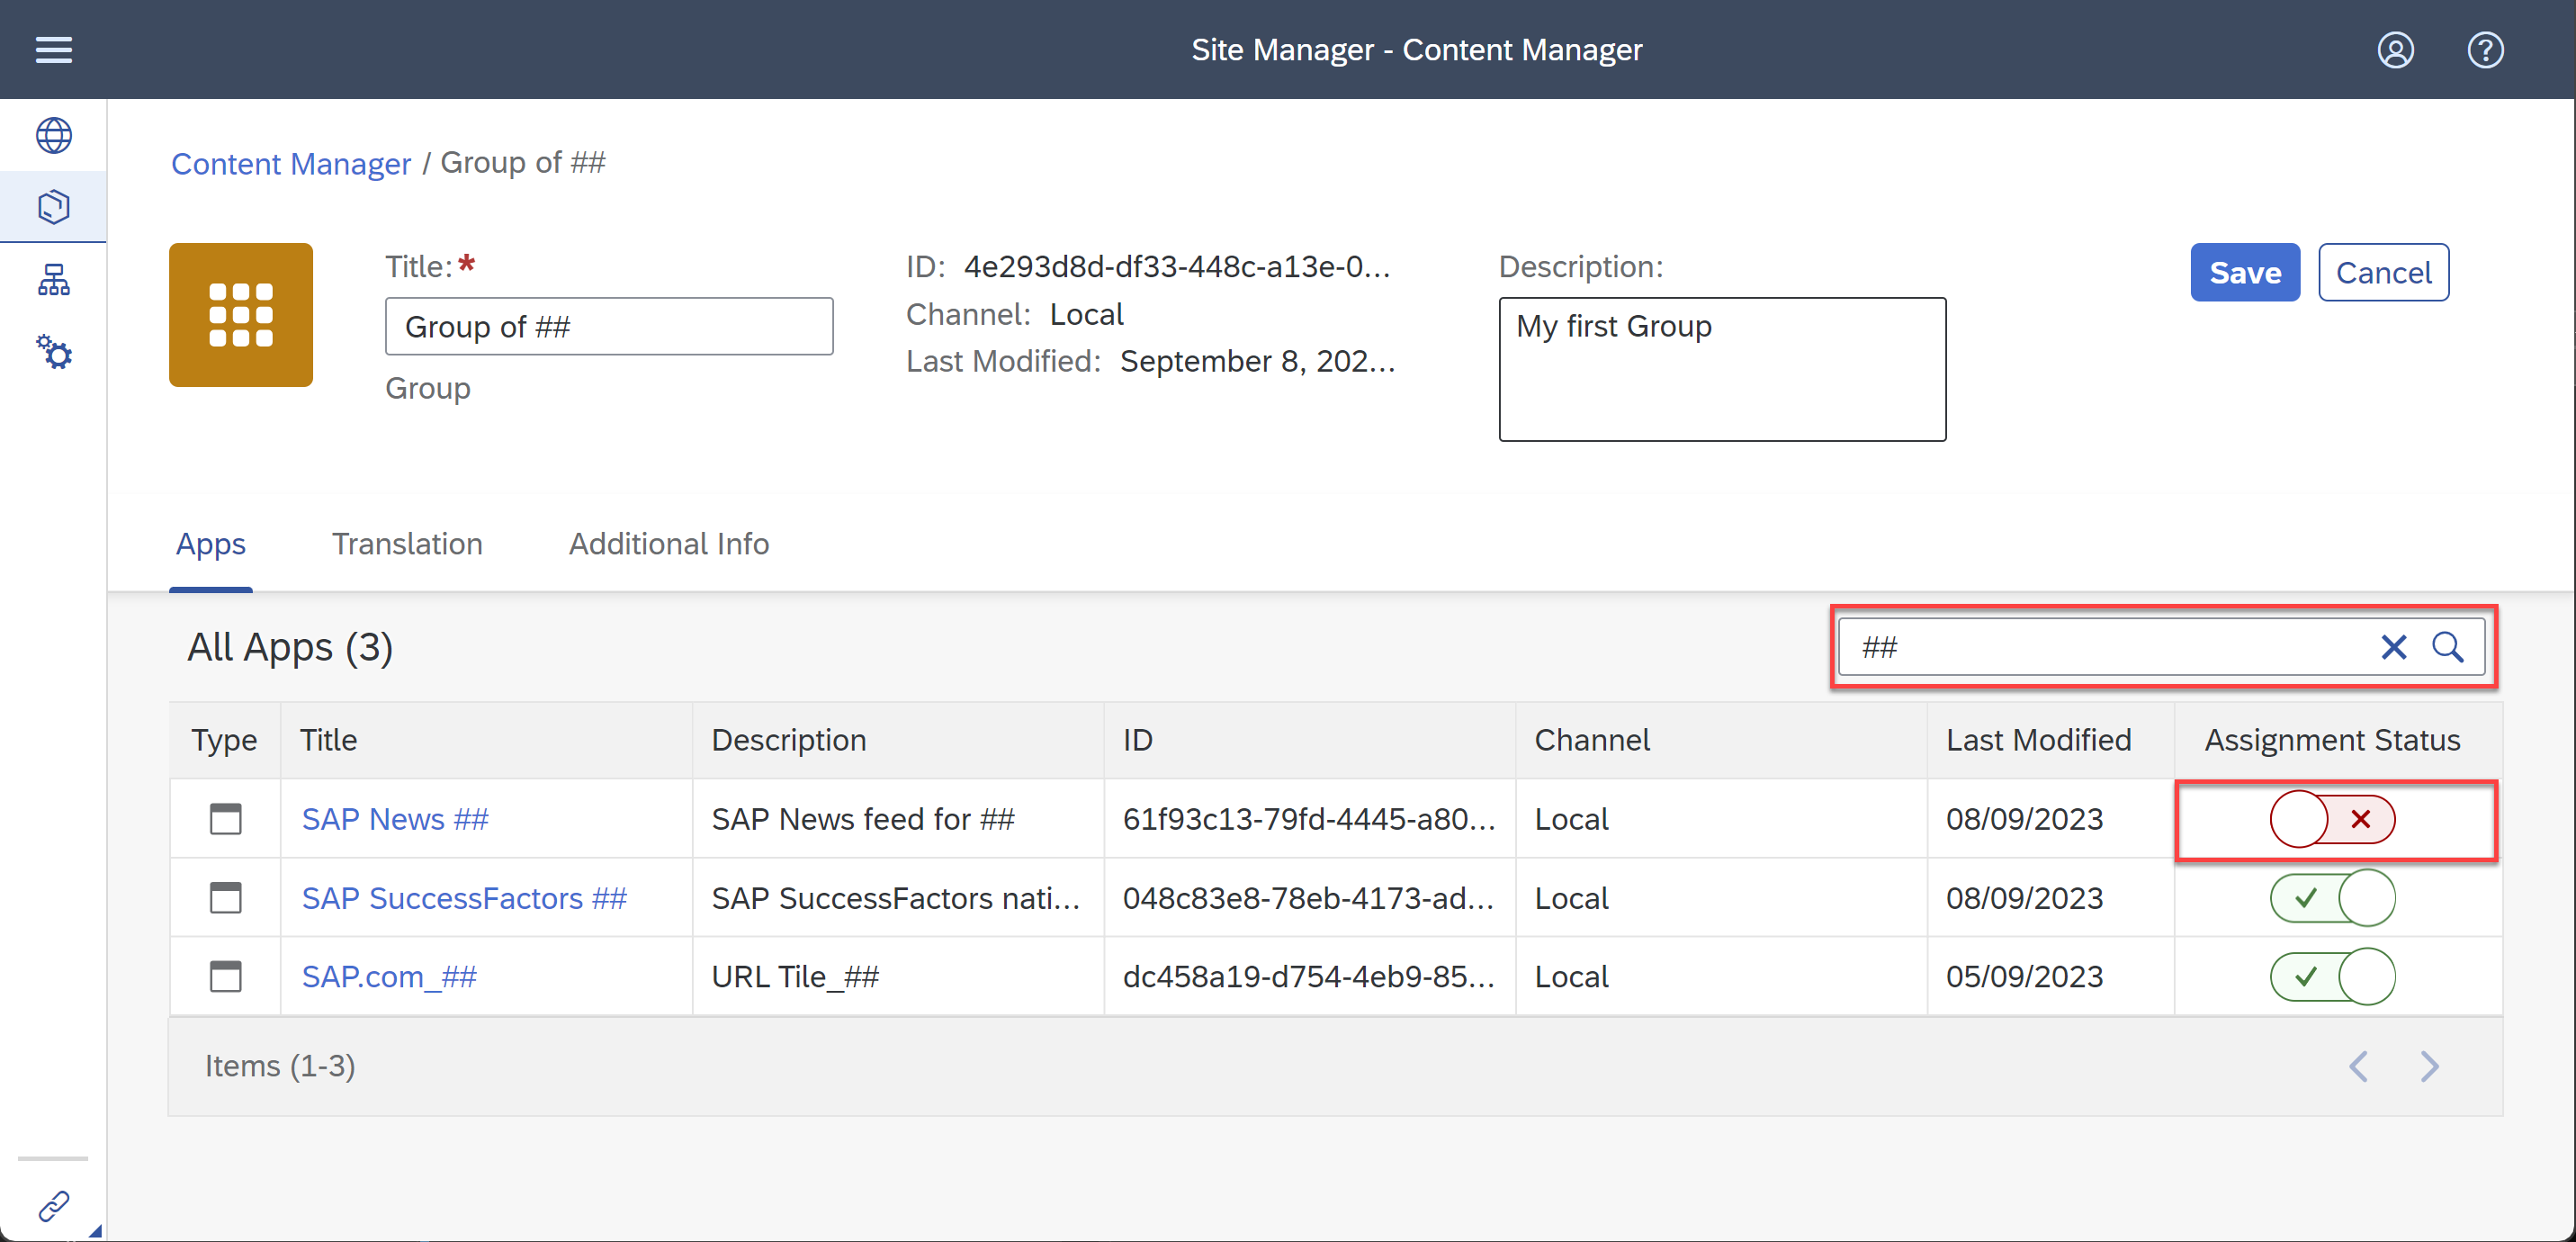 Site Manager - Content Manager
Content Manager / Group of ##
Title:*
Group of ##
Group
ID: 4e293d8d-df33-448c-a13e-0...
Channel: Local
Last Modified: September 8, 202...
Description:
My first Group
Save
Cancel
Apps
Translation
Additional Info
All Apps (3)
##
Type Title Description ID Channel Last Modified Assignment Status
SAP News ## SAP News feed for ## 61f93c13-79fd-4445-a80... Local 08/09/2023
SAP SuccessFactors ## SAP SuccessFactors nati... 048c83e8-78eb-4173-ad... Local 08/09/2023
SAP.com_## URL Tile_## dc458a19-d754-4eb9-85... Local 05/09/2023
Items (1-3)